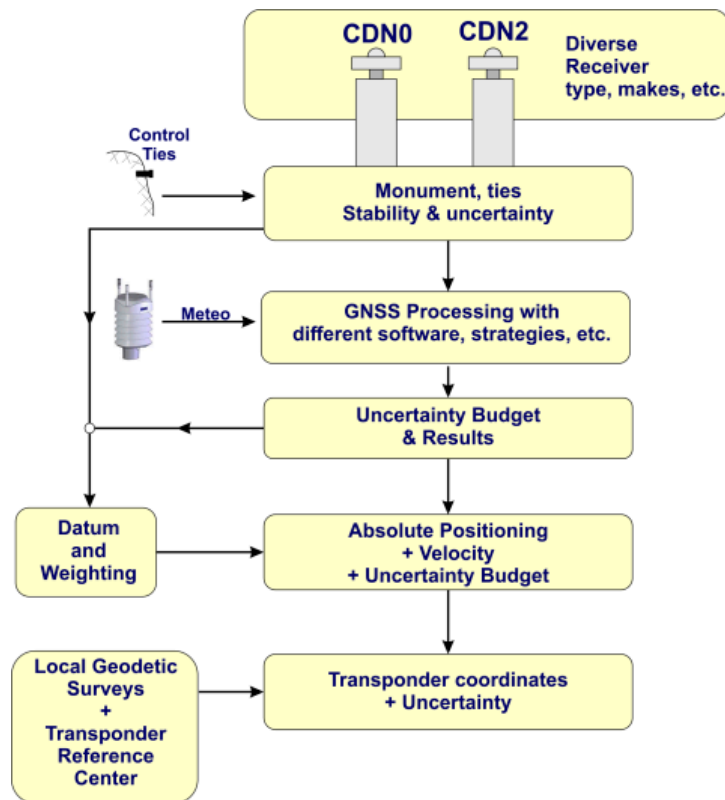 CDN0
CDN2
Diverse
Receiver
type, makes, etc.
Control
Ties
Monument, ties
Stability & uncertainty
Meteo
GNSS Processing with
different software, strategies, etc.
Uncertainty Budget
& Results
Datum
and
Weighting
Absolute Positioning
+ Velocity
+ Uncertainty Budget
Local Geodetic
Surveys
+
Transponder
Reference
Center
Transponder coordinates
+ Uncertainty